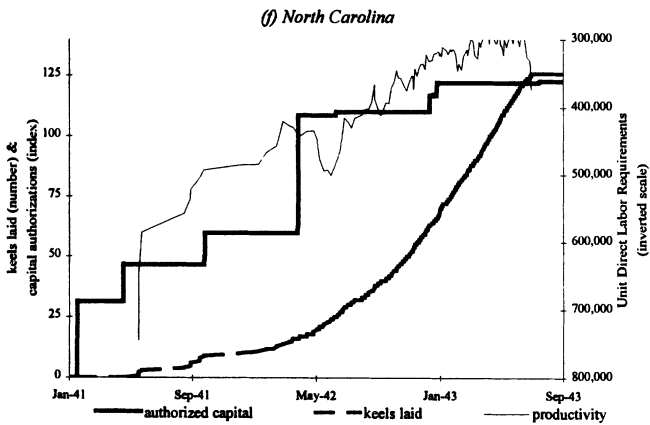 (f) North Carolina
keels laid (number) &
capital authorizations (index)
125
100
75
50
25
0
300,000
400,000
500,000
600,000
700,000
800,000
Unit Direct Labor Requirements
(inverted scale)
Jan-41 Sep-41 May-42 Jan-43 Sep-43
authorized capital keels laid productivity